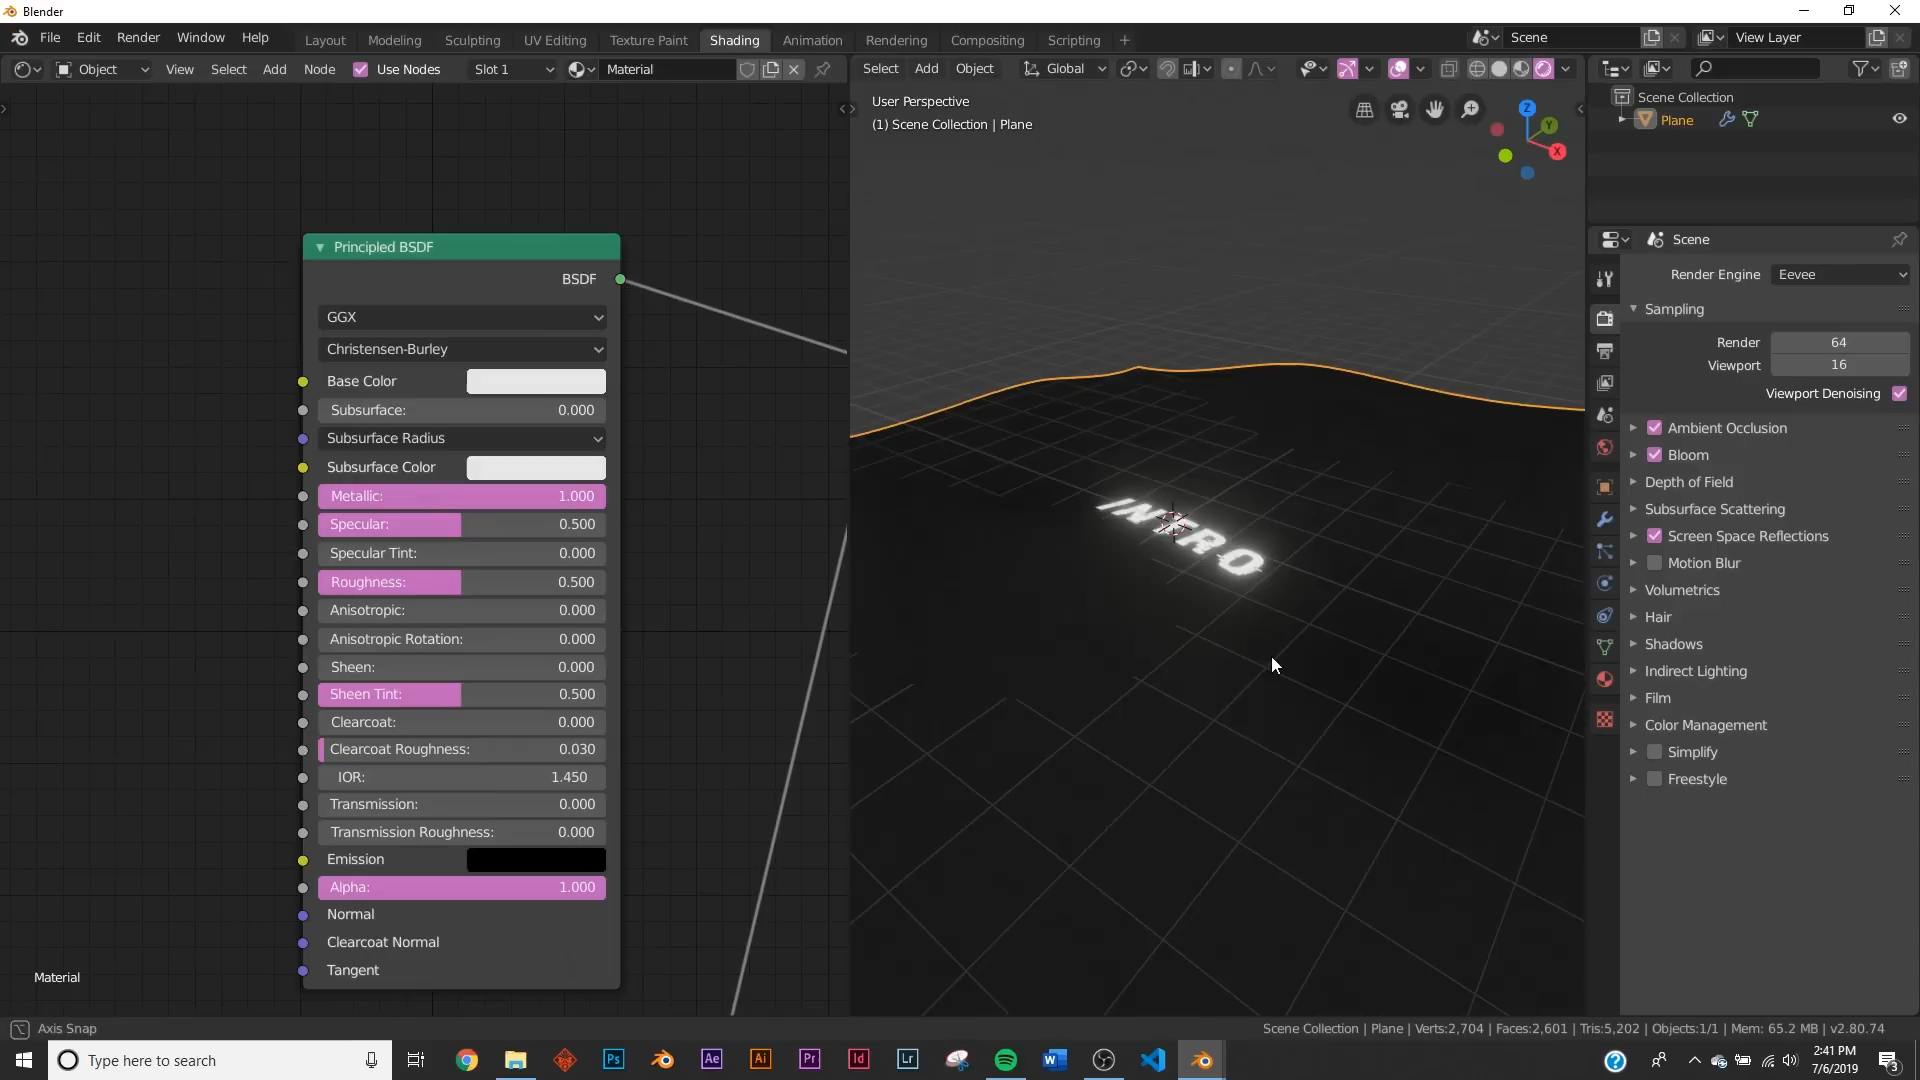 Blender
File Edit Render Window Help Layout Modeling Sculpting UV Editing Texture Paint Shading Animation Rendering Compositing Scripting + Scene View Layer
Object View Select Add Node Use Nodes Slot 1 Material
Select Add Object Global
User Perspective
(1) Scene Collection | Plane
Z
Y
X
INTRO
Principled BSDF
BSDF
GGX
Christensen-Burley
Base Color
Subsurface: 0.000
Subsurface Radius
Subsurface Color
Metallic: 1.000
Specular: 0.500
Specular Tint: 0.000
Roughness: 0.500
Anisotropic: 0.000
Anisotropic Rotation: 0.000
Sheen: 0.000
Sheen Tint: 0.500
Clearcoat: 0.000
Clearcoat Roughness: 0.030
IOR: 1.450
Transmission: 0.000
Transmission Roughness: 0.000
Emission
Alpha: 1.000
Normal
Clearcoat Normal
Tangent
Material
Scene Collection
Plane
Scene
Render Engine Eevee
Sampling
Render 64
Viewport 16
Viewport Denoising
Ambient Occlusion
Bloom
Depth of Field
Subsurface Scattering
Screen Space Reflections
Motion Blur
Volumetrics
Hair
Shadows
Indirect Lighting
Film
Color Management
Simplify
Freestyle
Axis Snap
Scene Collection | Plane | Verts:2,704 | Faces:2,601 | Tris:5,202 | Objects:1/1 | Mem: 65.2 MB | v2.80.74
Type here to search
Ps
Ae
Ai
Pr
Id
Lr
W
?
2:41 PM
7/6/2019
3